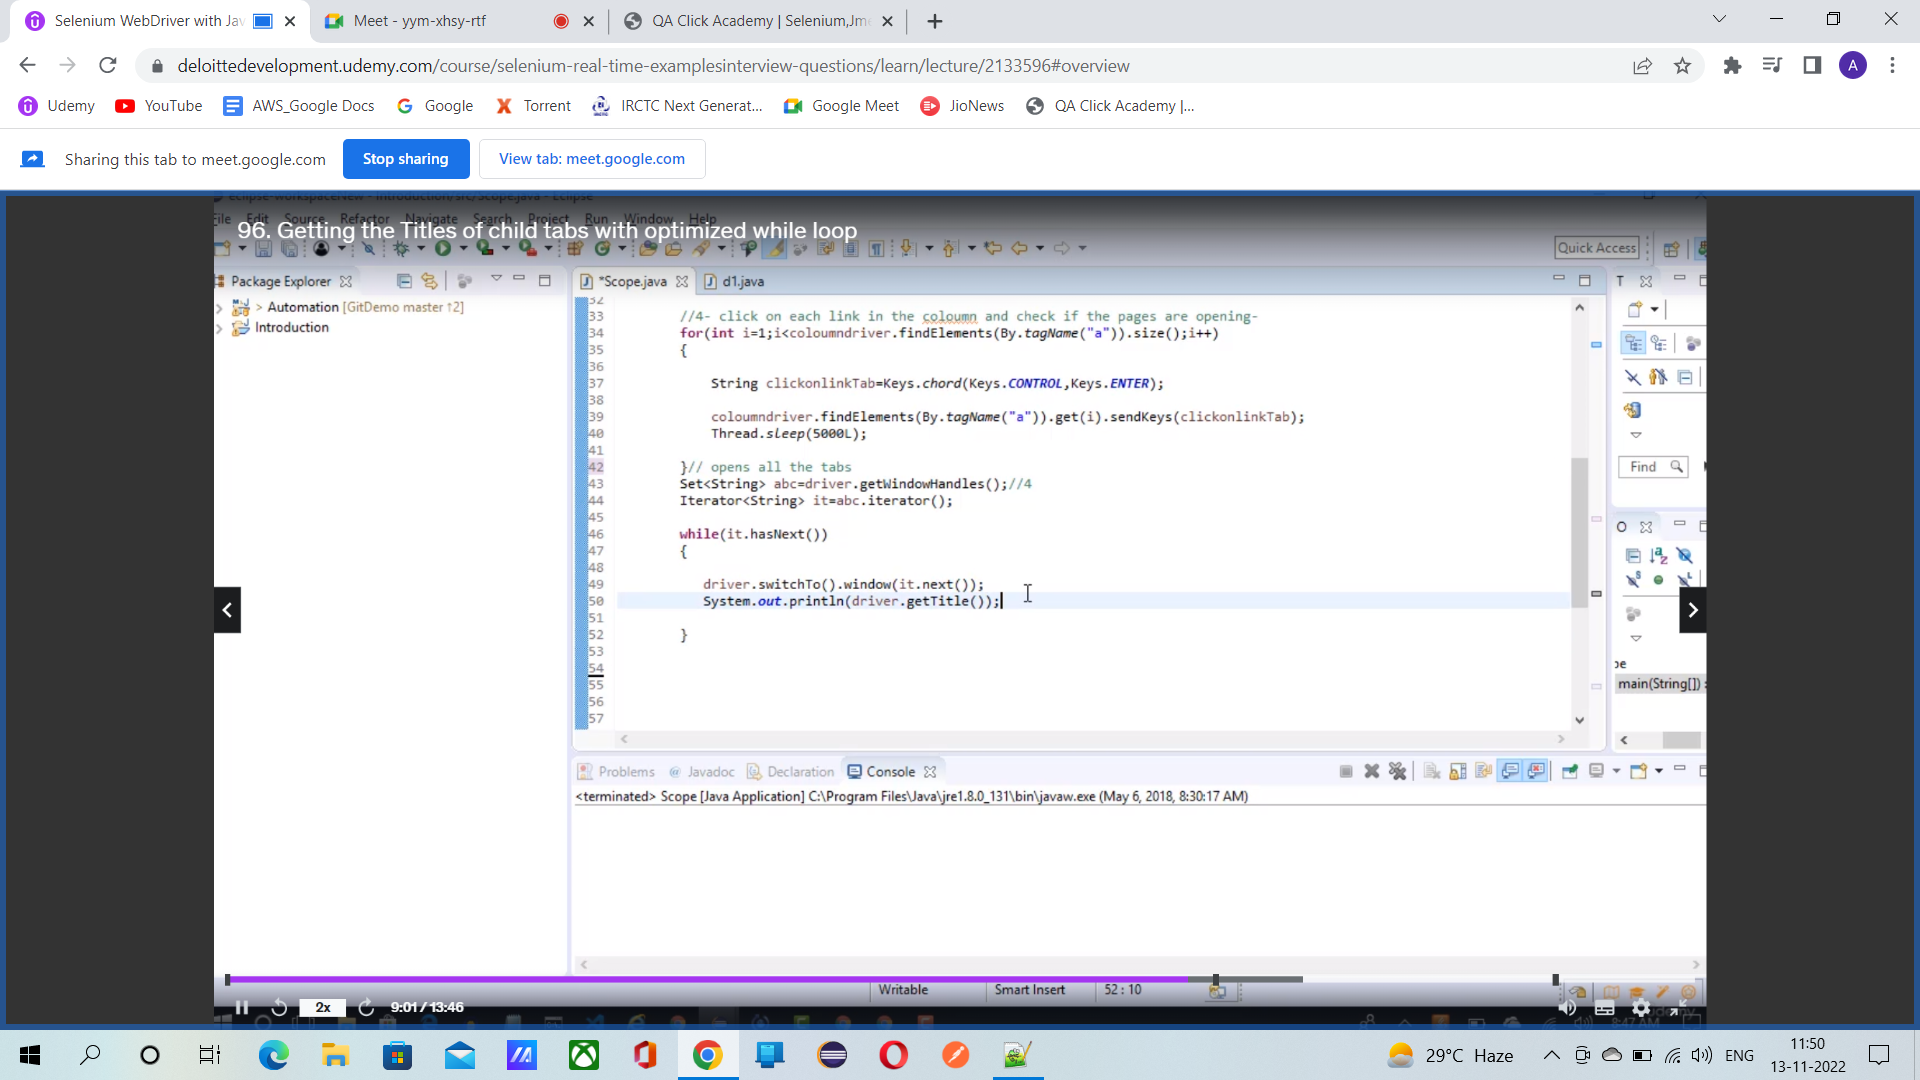 Selenium WebDriver with Jav
Meet - yym-xhsy-rtf
QA Click Academy | Selenium,Jme
deloittedevelopment.udemy.com/course/selenium-real-time-examplesinterview-questions/learn/lecture/2133596#overview
A
Udemy
YouTube
AWS_Google Docs
Google
Torrent
IRCTC Next Generat...
Google Meet
JioNews
QA Click Academy |...
Sharing this tab to meet.google.com
Stop sharing
View tab: meet.google.com
File Edit Source Refactor Navigate Search Project Run Window Help
96. Getting the Titles of child tabs with optimized while loop
Quick Access
Package Explorer
*Scope.java
d1.java
> Automation [GitDemo master ↑2]
Introduction
32
33 //4- click on each link in the coloumn and check if the pages are opening-
34 for(int i=1;i<coloumndriver.findElements(By.tagName("a")).size();i++)
35 {
36
37 String clickonlinkTab=Keys.chord(Keys.CONTROL,Keys.ENTER);
38
39 coloumndriver.findElements(By.tagName("a")).get(i).sendKeys(clickonlinkTab);
40 Thread.sleep(5000L);
41
42 }// opens all the tabs
43 Set<String> abc=driver.getWindowHandles();//4
44 Iterator<String> it=abc.iterator();
45
46 while(it.hasNext())
47 {
48
49 driver.switchTo().window(it.next());
50 System.out.println(driver.getTitle());
51
52 }
53
54
55
56
57
T
Find
O
pe
main(String[]) :
Problems
@ Javadoc
Declaration
Console
<terminated> Scope [Java Application] C:\Program Files\Java\jre1.8.0_131\bin\javaw.exe (May 6, 2018, 8:30:17 AM)
Writable
Smart Insert
52 : 10
2x
9:01 / 13:46
29°C Haze
ENG
11:50
13-11-2022